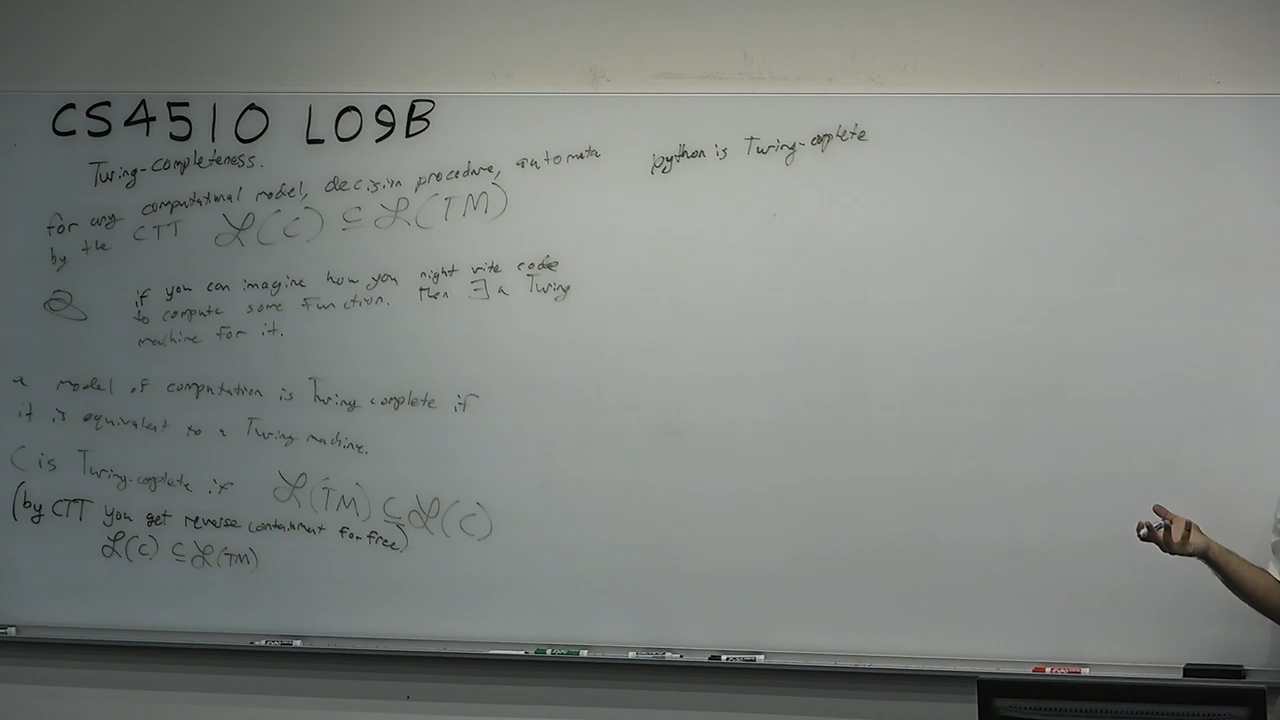 CS4510 L09B
Turing-completeness.
for any computational model, decision procedure, automata
by the CTT ℒ(C) ⊆ ℒ(TM)
if you can imagine how you might write code
to compute some function. then ∃ a Turing
machine for it.
a model of computation is Turing complete if
it is equivalent to a Turing machine.
C is Turing-complete if ℒ(TM) ⊆ ℒ(C)
(by CTT you get reverse containment for free)
ℒ(C) ⊆ ℒ(TM)
python is Turing-complete